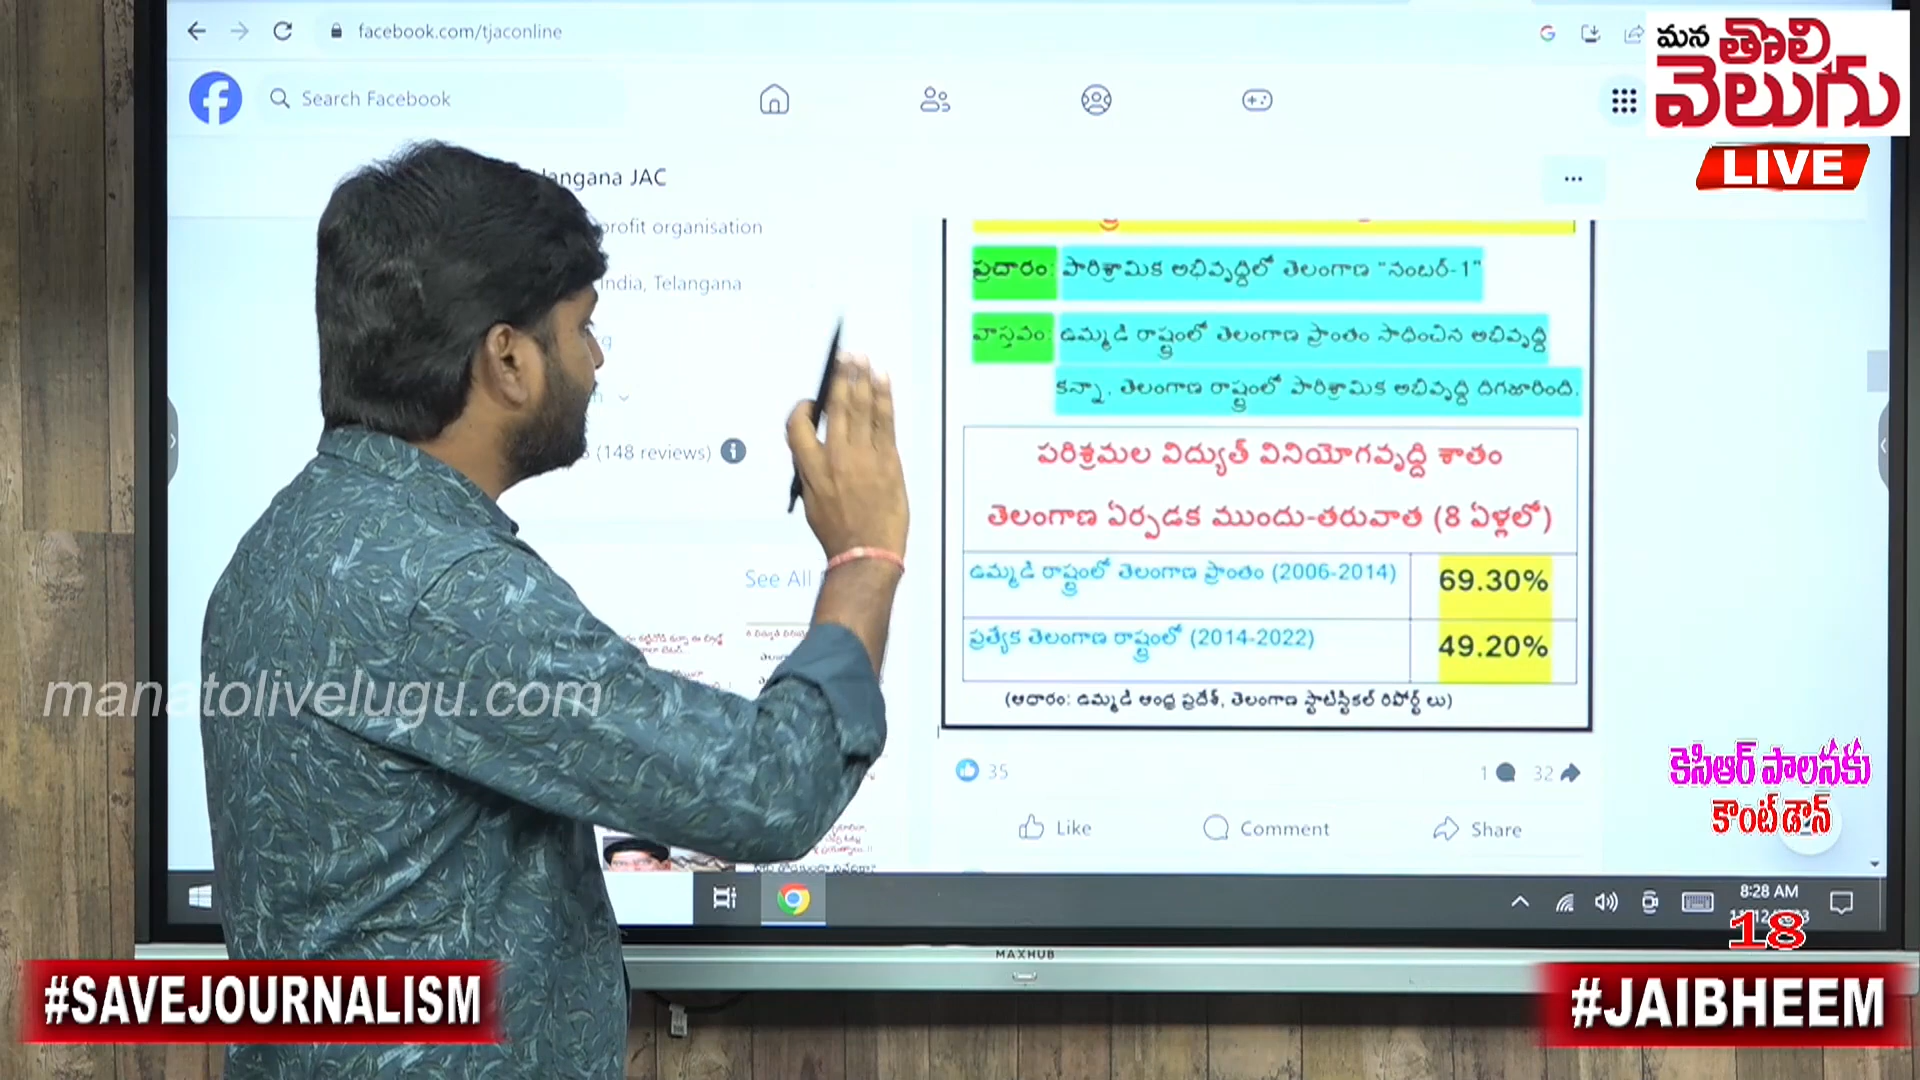 facebook.com/tjaconline
Search Facebook
మన
తొలి
వెలుగు
LIVE
langana JAC
profit organisation
India, Telangana
(148 reviews)
See All
ప్రచారం: పారిశ్రామిక అభివృద్ధిలో తెలంగాణ "నంబర్-1"
వాస్తవం: ఉమ్మడి రాష్ట్రంలో తెలంగాణ ప్రాంతం సాధించిన అభివృద్ధి
కన్నా, తెలంగాణ రాష్ట్రంలో పారిశ్రామిక అభివృద్ధి దిగజారింది.
పరిశ్రమల విద్యుత్ వినియోగవృద్ధి శాతం
తెలంగాణ ఏర్పడక ముందు-తరువాత (8 ఏళ్లలో)
ఉమ్మడి రాష్ట్రంలో తెలంగాణ ప్రాంతం (2006-2014) 69.30%
ప్రత్యేక తెలంగాణ రాష్ట్రంలో (2014-2022) 49.20%
(ఆధారం: ఉమ్మడి ఆంధ్ర ప్రదేశ్, తెలంగాణ స్టాటిస్టికల్ రిపోర్ట్ లు)
manatolivelugu.com
35
1 32
Like Comment Share
కెసిఆర్ పాలనకు
కౌంట్ డౌన్
18
8:28 AM
MAXHUB
#SAVEJOURNALISM
#JAIBHEEM